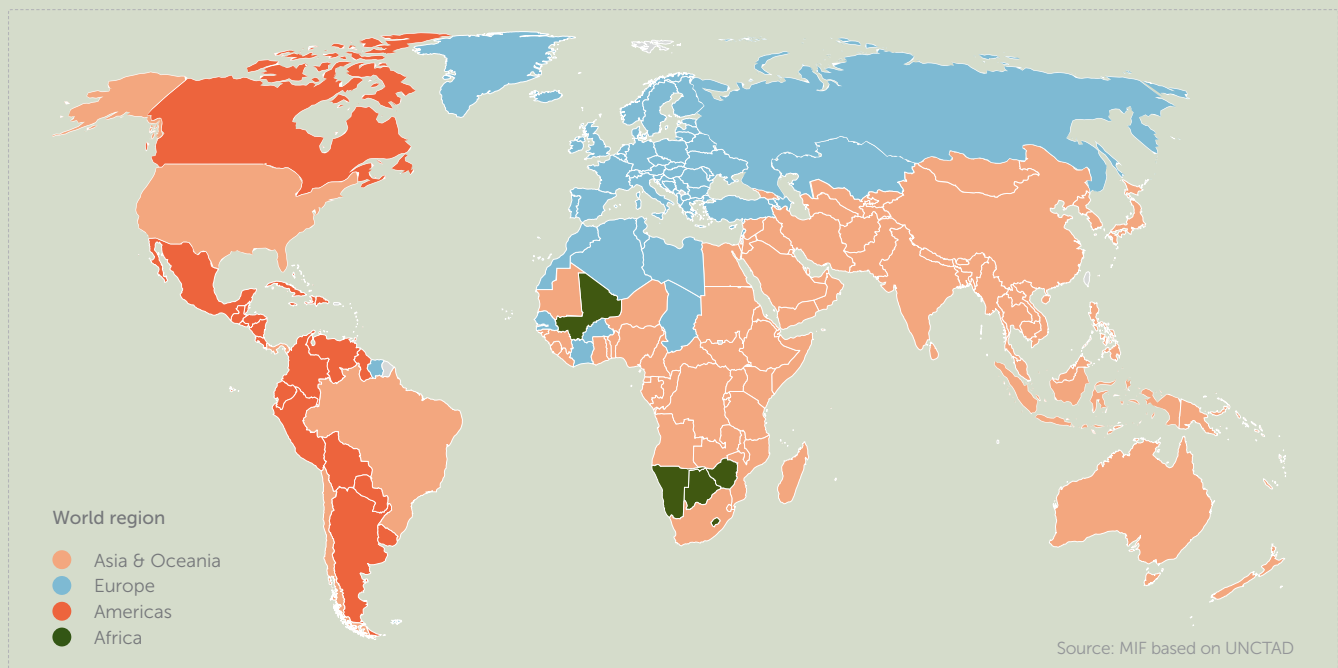 World region
Asia & Oceania
Europe
Americas
Africa
Source: MIF based on UNCTAD